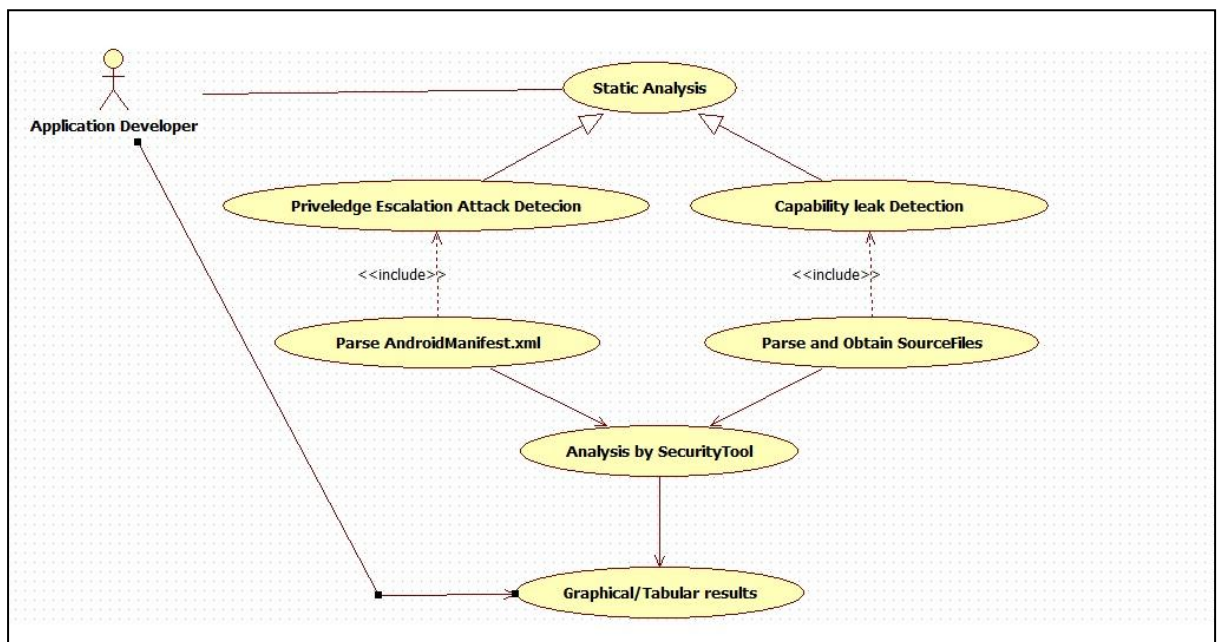 Static Analysis
Application Developer
Priveledge Escalation Attack Detecion
Capability leak Detection
<<include>>
<<include>>
Parse AndroidManifest.xml
Parse and Obtain SourceFiles
Analysis by SecurityTool
Graphical/Tabular results